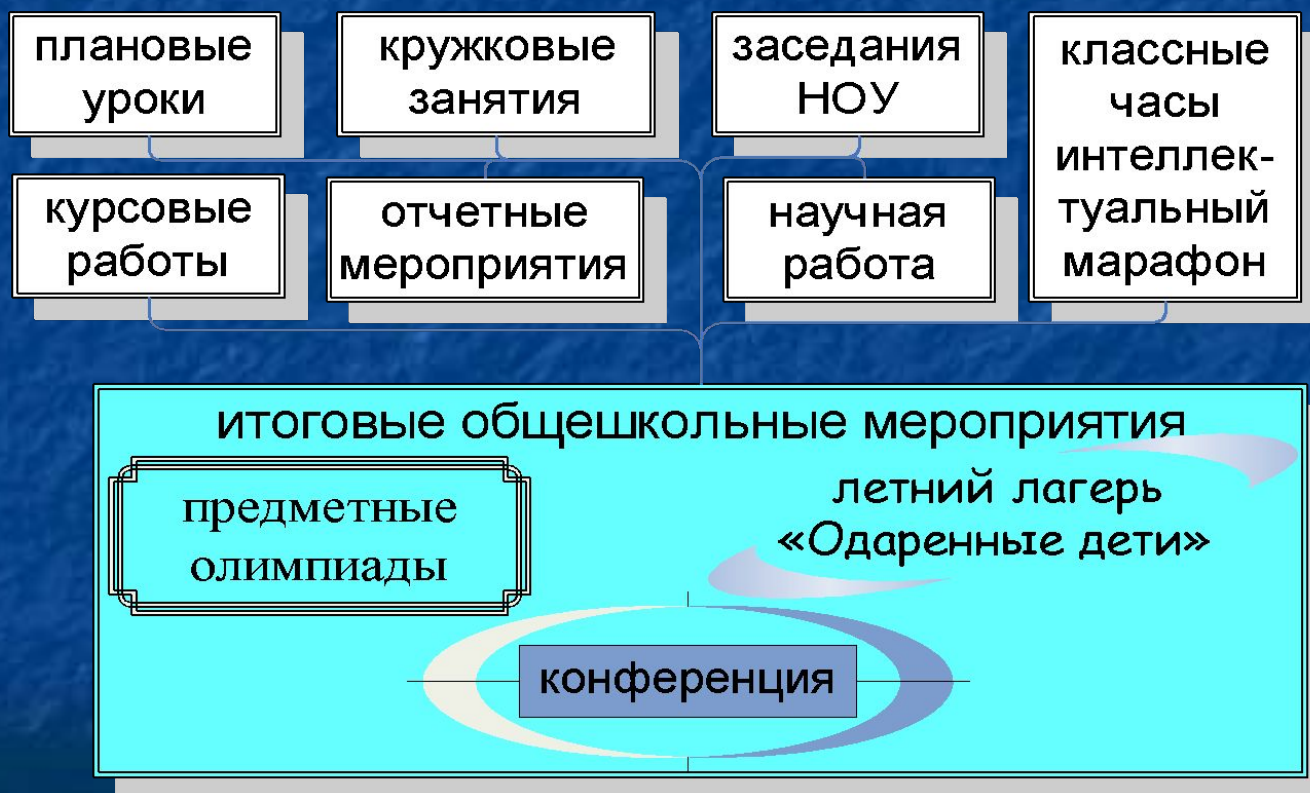 плановые
уроки
кружковые
занятия
заседания
НОУ
классные
часы
интеллек-
туальный
марафон
курсовые
работы
отчетные
мероприятия
научная
работа
итоговые общешкольные мероприятия
предметные
олимпиады
летний лагерь
«Одаренные дети»
конференция